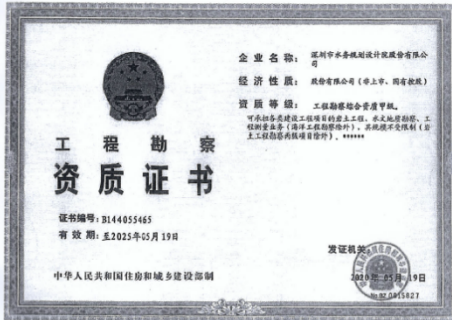 工程勘察
资质证书
证书编号：B144055465
有效期：至2025年05月19日
中华人民共和国住房和城乡建设部制
企业名称：深圳市水务规划设计院股份有限公
司
经济性质：股份有限公司（非上市、国有控股）
资质等级：工程勘察综合资质甲级。
可承担各类建设工程项目的岩土工程、水文地质勘察、工
程测量业务（海洋工程勘察除外），其规模不受限制（岩
土工程勘察丙级项目除外）。******
发证机关
2020年05月19日
No.BZ 0815827